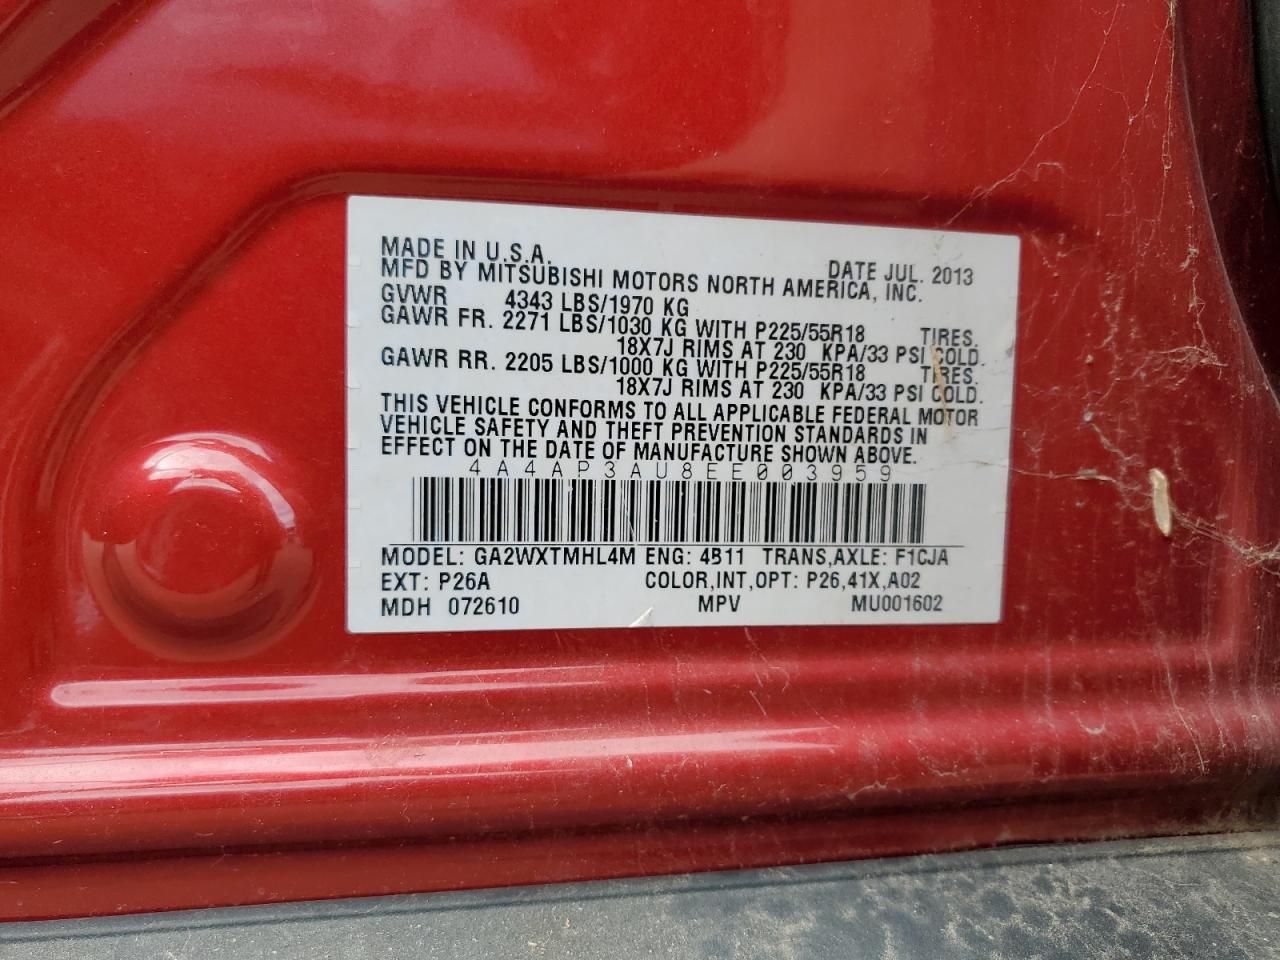 MADE IN U.S.A. DATE JUL. 2013
MFD BY MITSUBISHI MOTORS NORTH AMERICA, INC.
GVWR 4343 LBS/1970 KG
GAWR FR. 2271 LBS/1030 KG WITH P225/55R18 TIRES.
18X7J RIMS AT 230 KPA/33 PSI COLD.
GAWR RR. 2205 LBS/1000 KG WITH P225/55R18 TIRES.
18X7J RIMS AT 230 KPA/33 PSI COLD.
THIS VEHICLE CONFORMS TO ALL APPLICABLE FEDERAL MOTOR
VEHICLE SAFETY AND THEFT PREVENTION STANDARDS IN
EFFECT ON THE DATE OF MANUFACTURE SHOWN ABOVE.
4A4AP3AU8EE003959
MODEL: GA2WXTMHL4M ENG: 4B11 TRANS,AXLE: F1CJA
EXT: P26A COLOR,INT,OPT: P26,41X,A02
MDH 072610 MPV MU001602